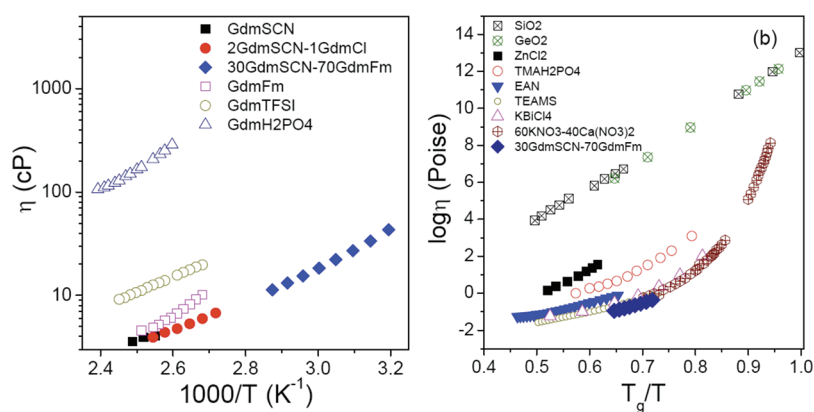 GdmSCN
2GdmSCN-1GdmCl
30GdmSCN-70GdmFm
GdmFm
GdmTFSI
GdmH2PO4
η (cP)
1000
100
10
2.4
2.6
2.8
3.0
3.2
1000/T (K⁻¹)
(b)
SiO2
GeO2
ZnCl2
TMAH2PO4
EAN
TEAMS
KBiCl4
60KNO3-40Ca(NO3)2
30GdmSCN-70GdmFm
logη (Poise)
14
12
10
8
6
4
2
0
-2
0.4
0.5
0.6
0.7
0.8
0.9
1.0
Tg/T